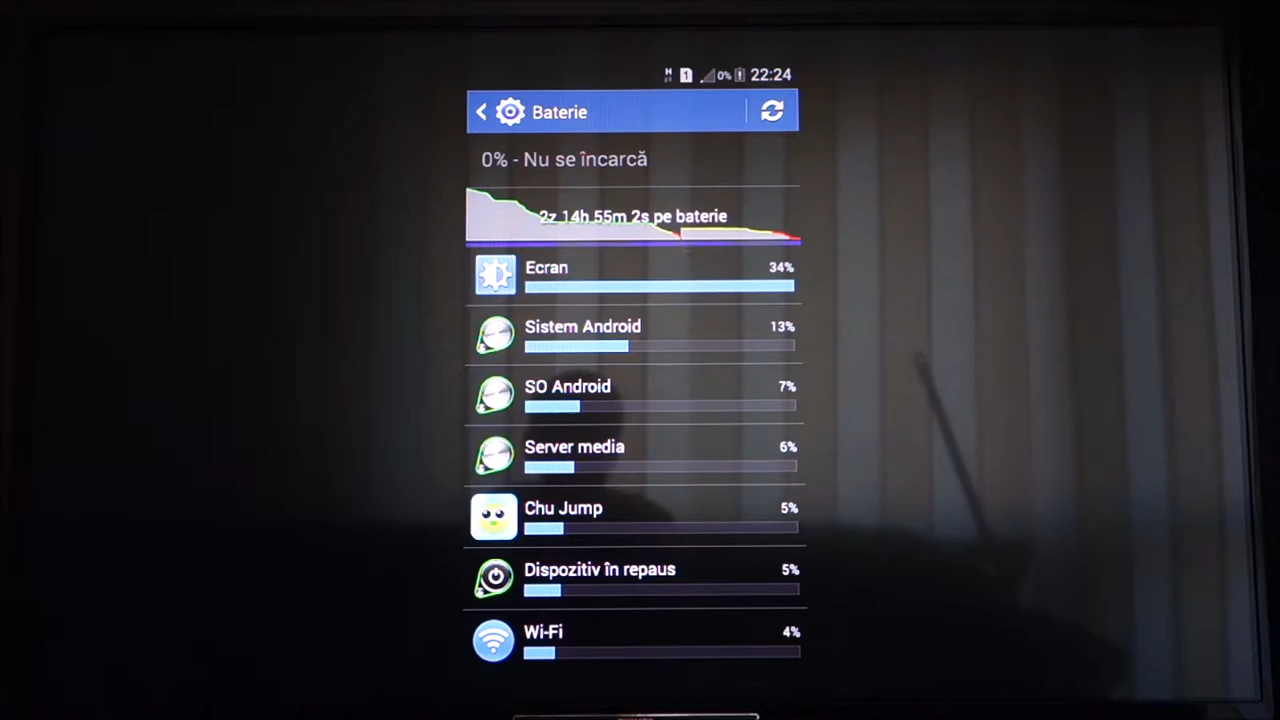 H 1 0% 22:24
Baterie
0% - Nu se încarcă
2z 14h 55m 2s pe baterie
Ecran 34%
Sistem Android 13%
SO Android 7%
Server media 6%
Chu Jump 5%
Dispozitiv în repaus 5%
Wi-Fi 4%